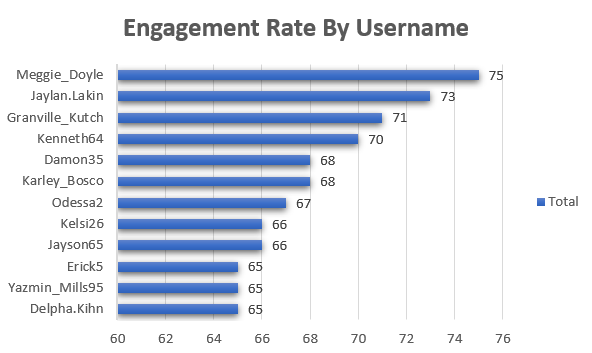 Engagement Rate By Username
Meggie_Doyle 75
Jaylan.Lakin 73
Granville_Kutch 71
Kenneth64 70
Damon35 68
Karley_Bosco 68
Odessa2 67
Kelsi26 66
Jayson65 66
Erick5 65
Yazmin_Mills95 65
Delpha.Kihn 65
60 62 64 66 68 70 72 74 76
Total